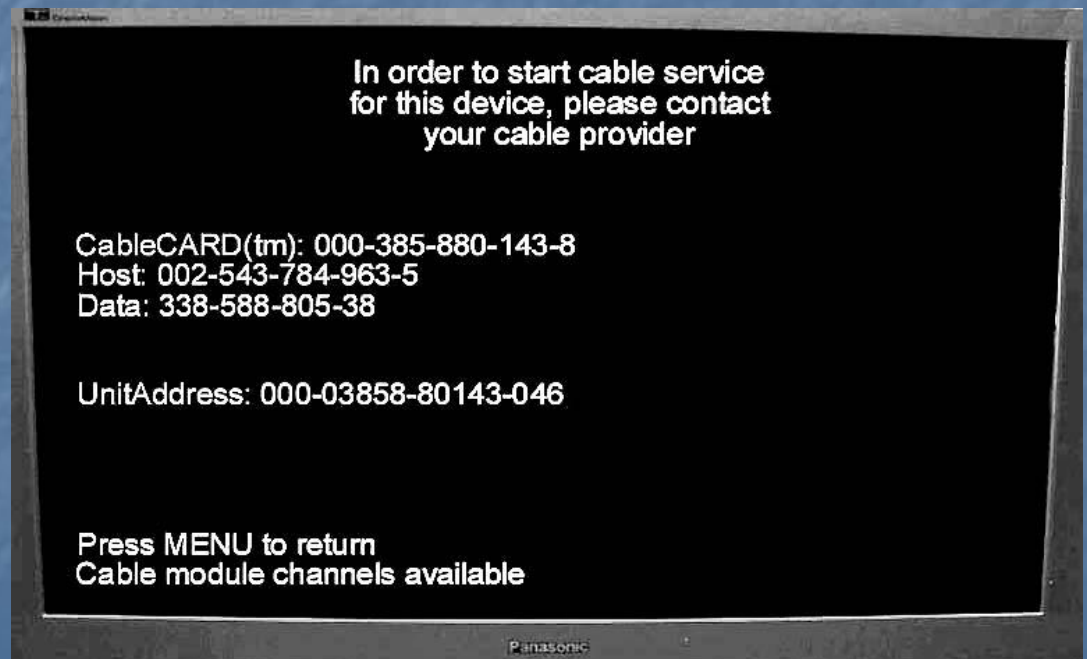 In order to start cable service
for this device, please contact
your cable provider
CableCARD(tm): 000-385-880-143-8
Host: 002-543-784-963-5
Data: 338-588-805-38
UnitAddress: 000-03858-80143-046
Press MENU to return
Cable module channels available
Panasonic